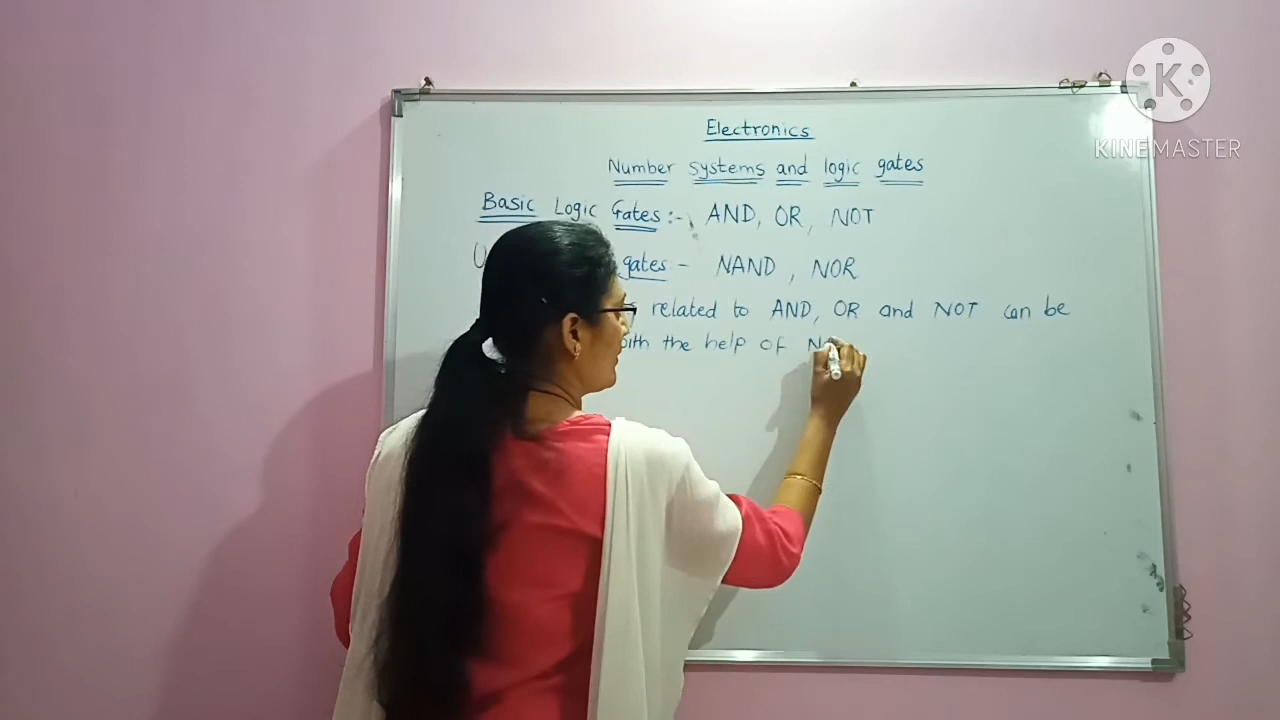 Electronics
Number systems and logic gates
Basic Logic Gates :- AND, OR, NOT
gates - NAND, NOR
related to AND, OR and NOT can be
with the help of
K
KINEMASTER